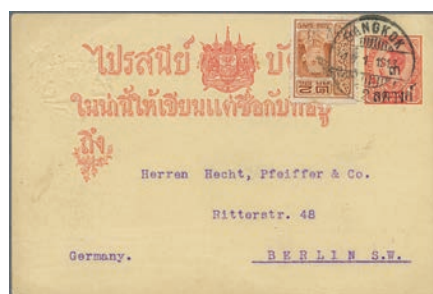 ไปรสนีย์ บัตร
ในน่านี้ให้เขียนแต่ชื่อกับที่อยู่
ถึง
BANGKOK
Herren Hecht, Pfeiffer & Co.
Ritterstr. 48
Germany.
BERLIN S.W.